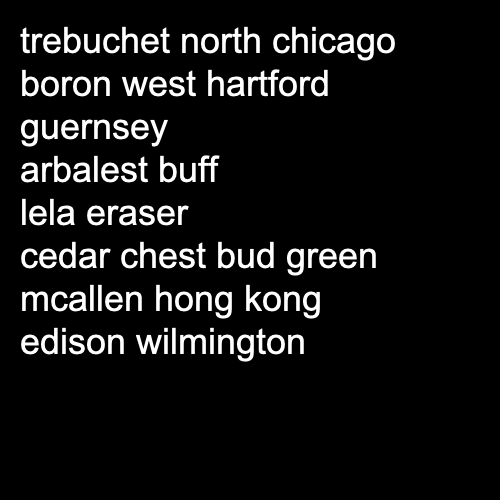 trebuchet north chicago
boron west hartford
guernsey
arbalest buff
lela eraser
cedar chest bud green
mcallen hong kong
edison wilmington